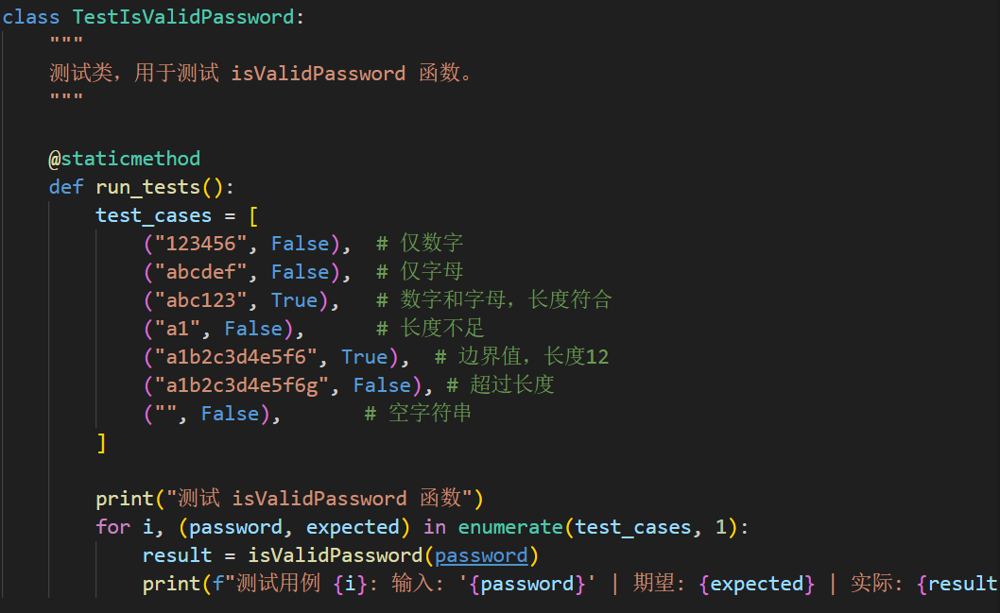 class TestIsValidPassword:
    """
    测试类，用于测试 isValidPassword 函数。
    """
    @staticmethod
    def run_tests():
        test_cases = [
            ("123456", False),  # 仅数字
            ("abcdef", False),  # 仅字母
            ("abc123", True),   # 数字和字母，长度符合
            ("a1", False),      # 长度不足
            ("a1b2c3d4e5f6", True),  # 边界值，长度12
            ("a1b2c3d4e5f6g", False), # 超过长度
            ("", False),       # 空字符串
        ]
        print("测试 isValidPassword 函数")
        for i, (password, expected) in enumerate(test_cases, 1):
            result = isValidPassword(password)
            print(f"测试用例 {i}: 输入: '{password}' | 期望: {expected} | 实际: {result